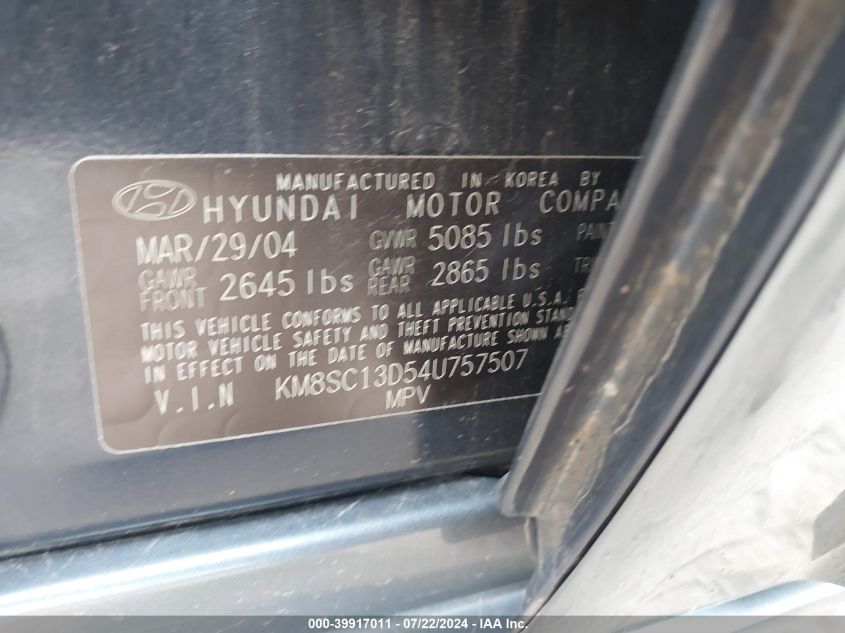 MANUFACTURED IN KOREA BY
HYUNDAI MOTOR COMPA
MAR/29/04 GVWR 5085 lbs PAIN
GAWR FRONT 2645 lbs GAWR REAR 2865 lbs TR
THIS VEHICLE CONFORMS TO ALL APPLICABLE U.S.A. F
MOTOR VEHICLE SAFETY AND THEFT PREVENTION STAND
IN EFFECT ON THE DATE OF MANUFACTURE SHOWN A
V.I.N KM8SC13D54U757507
MPV
000-39917011 - 07/22/2024 - IAA Inc.